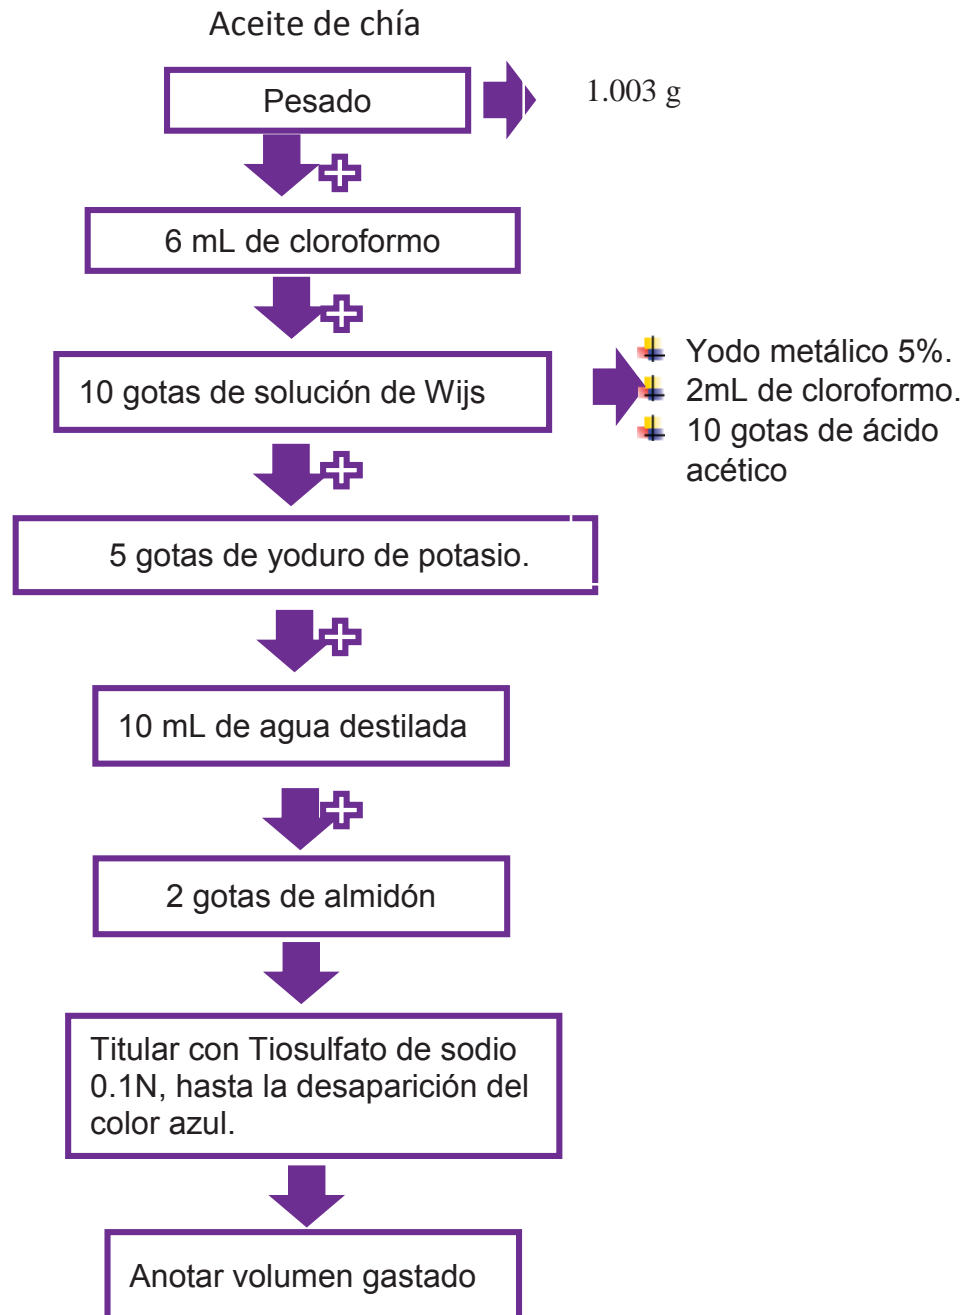 Aceite de chía
Pesado
1.003 g
6 mL de cloroformo
10 gotas de solución de Wijs
Yodo metálico 5%.
2mL de cloroformo.
10 gotas de ácido
acético
5 gotas de yoduro de potasio.
10 mL de agua destilada
2 gotas de almidón
Titular con Tiosulfato de sodio
0.1N, hasta la desaparición del
color azul.
Anotar volumen gastado